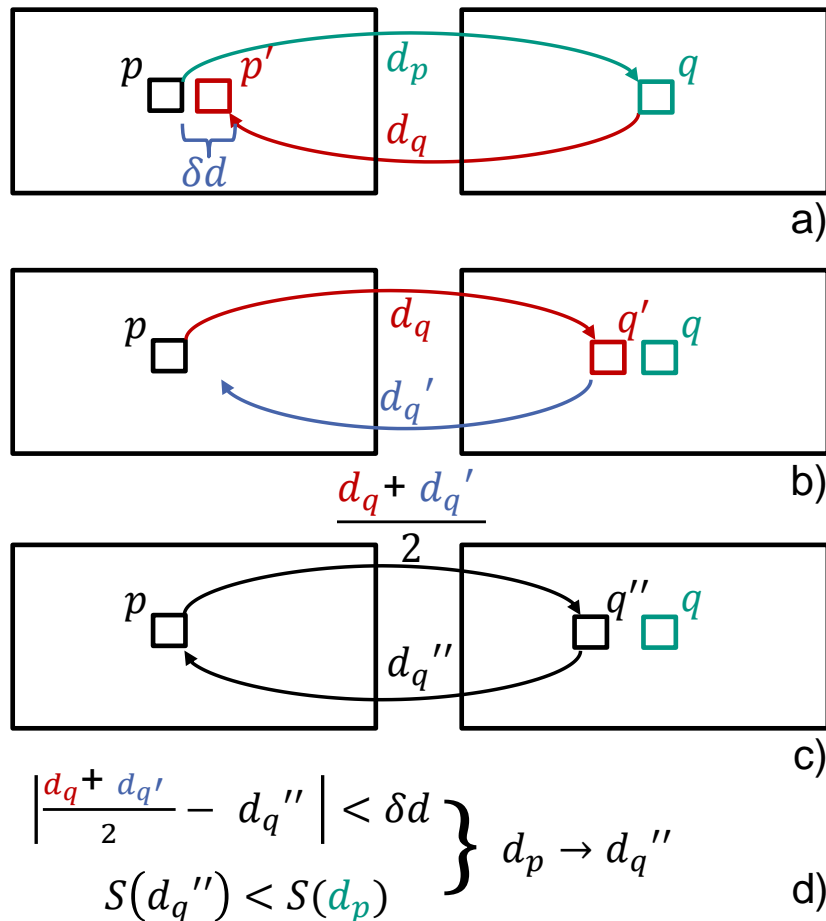 p p′ d_p q
d_q
δd
a)
p d_q q′ q
d_q′
b)
(d_q + d_q′)/2
p q″ q
d_q″
c)
|(d_q + d_q′)/2 − d_q″| < δd
} d_p → d_q″
S(d_q″) < S(d_p)
d)